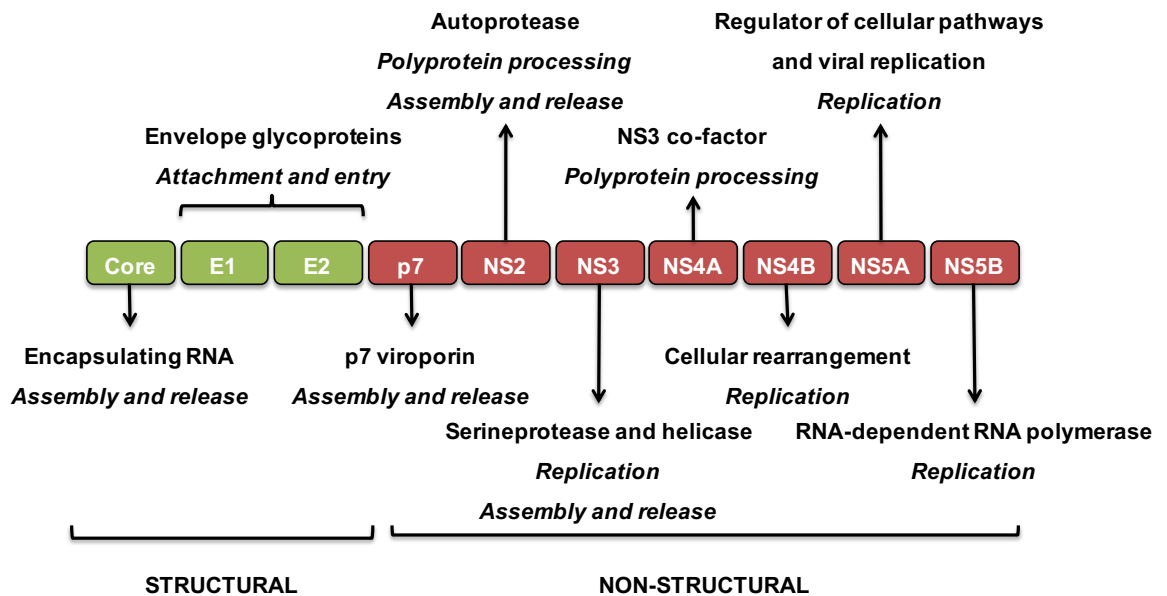 Autoprotease
Polyprotein processing
Assembly and release
Regulator of cellular pathways
and viral replication
Replication
Envelope glycoproteins
Attachment and entry
NS3 co-factor
Polyprotein processing
Core
E1
E2
p7
NS2
NS3
NS4A
NS4B
NS5A
NS5B
Encapsulating RNA
Assembly and release
p7 viroporin
Assembly and release
Cellular rearrangement
Replication
Serineprotease and helicase
Replication
Assembly and release
RNA-dependent RNA polymerase
Replication
STRUCTURAL
NON-STRUCTURAL